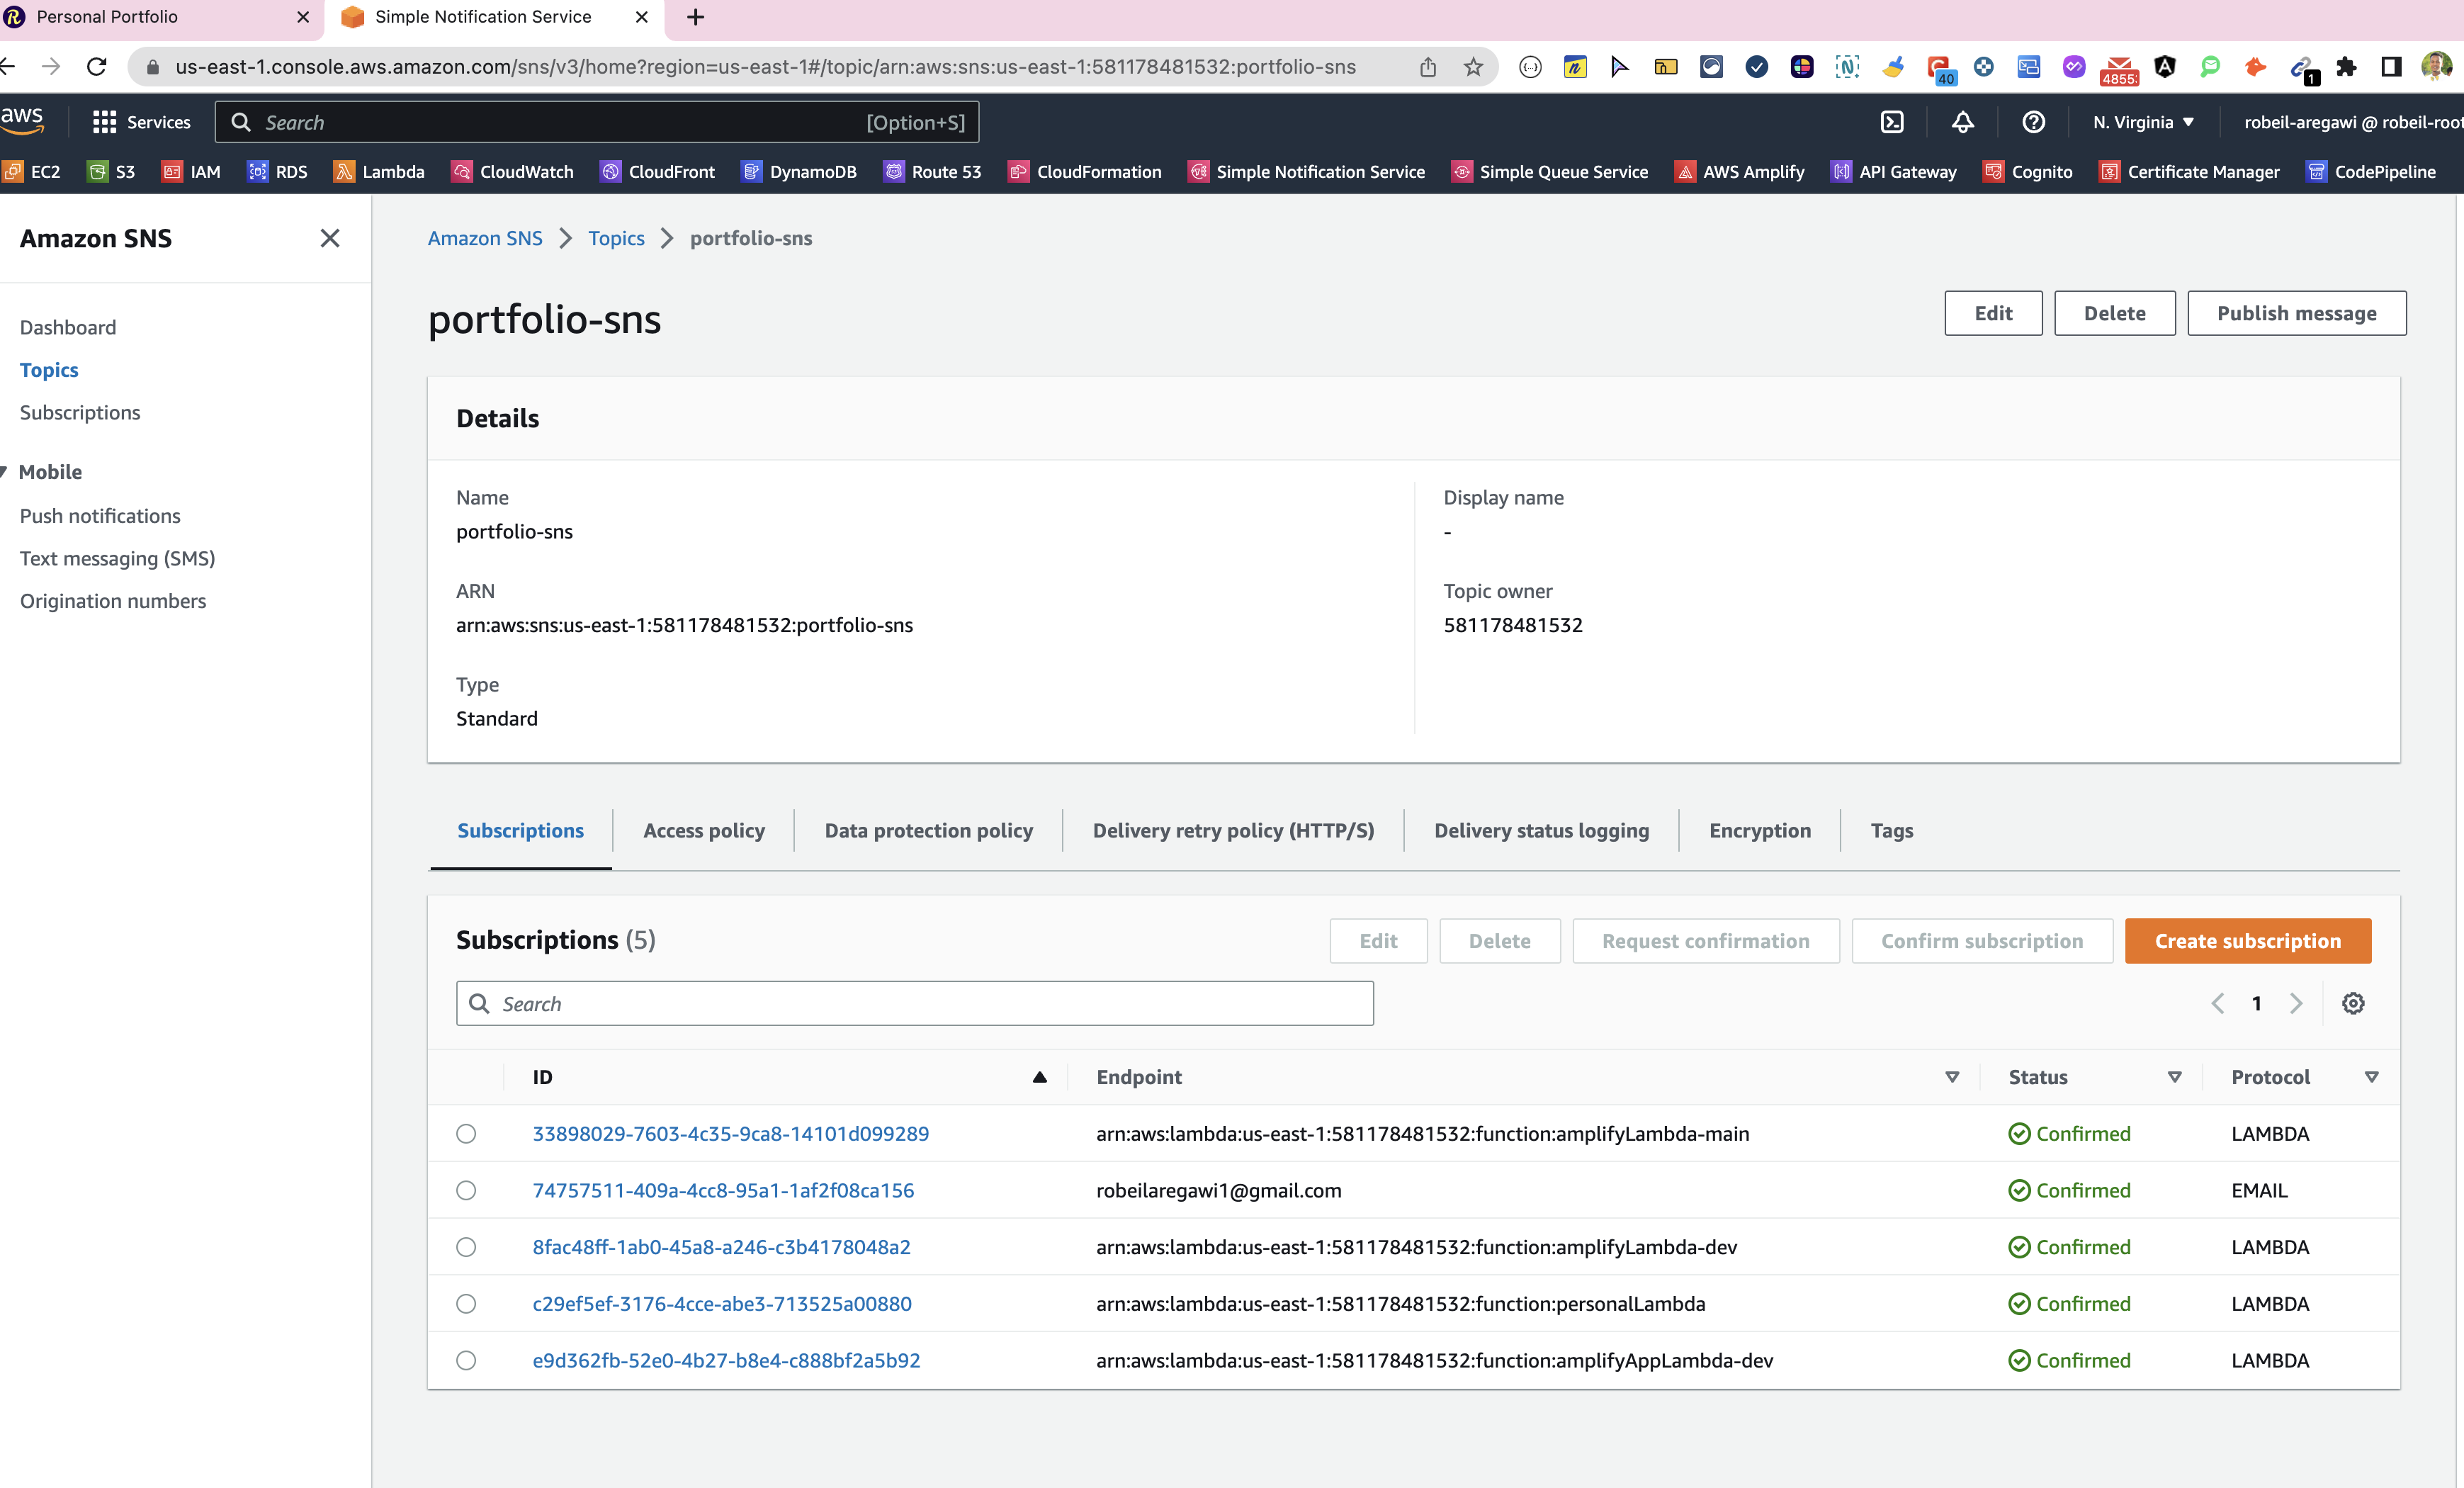 Personal Portfolio
Simple Notification Service
us-east-1.console.aws.amazon.com/sns/v3/home?region=us-east-1#/topic/arn:aws:sns:us-east-1:581178481532:portfolio-sns
40
4855
1
aws
Services
Search
[Option+S]
N. Virginia
robeil-aregawi @ robeil-root
EC2
S3
IAM
RDS
Lambda
CloudWatch
CloudFront
DynamoDB
Route 53
CloudFormation
Simple Notification Service
Simple Queue Service
AWS Amplify
API Gateway
Cognito
Certificate Manager
CodePipeline
Amazon SNS
Dashboard
Topics
Subscriptions
Mobile
Push notifications
Text messaging (SMS)
Origination numbers
Amazon SNS
Topics
portfolio-sns
portfolio-sns
Edit
Delete
Publish message
Details
Name
portfolio-sns
ARN
arn:aws:sns:us-east-1:581178481532:portfolio-sns
Type
Standard
Display name
-
Topic owner
581178481532
Subscriptions
Access policy
Data protection policy
Delivery retry policy (HTTP/S)
Delivery status logging
Encryption
Tags
Subscriptions (5)
Edit
Delete
Request confirmation
Confirm subscription
Create subscription
Search
1
ID Endpoint Status Protocol
33898029-7603-4c35-9ca8-14101d099289 arn:aws:lambda:us-east-1:581178481532:function:amplifyLambda-main Confirmed LAMBDA
74757511-409a-4cc8-95a1-1af2f08ca156 robeilaregawi1@gmail.com Confirmed EMAIL
8fac48ff-1ab0-45a8-a246-c3b4178048a2 arn:aws:lambda:us-east-1:581178481532:function:amplifyLambda-dev Confirmed LAMBDA
c29ef5ef-3176-4cce-abe3-713525a00880 arn:aws:lambda:us-east-1:581178481532:function:personalLambda Confirmed LAMBDA
e9d362fb-52e0-4b27-b8e4-c888bf2a5b92 arn:aws:lambda:us-east-1:581178481532:function:amplifyAppLambda-dev Confirmed LAMBDA